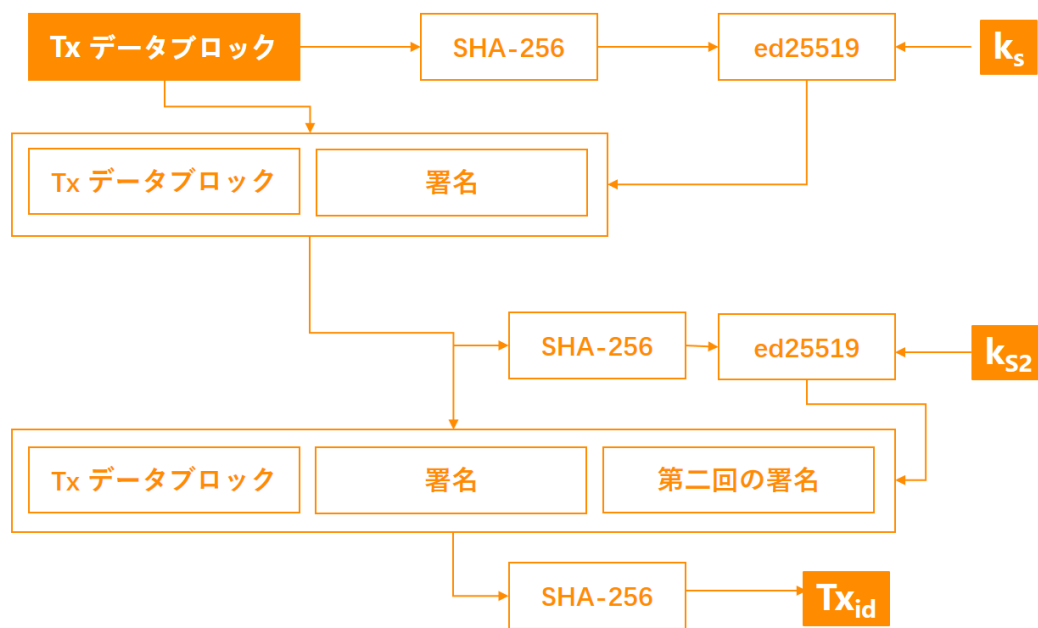 Tx データブロック
SHA-256
ed25519
ks
Tx データブロック
署名
SHA-256
ed25519
kS2
Tx データブロック
署名
第二回の署名
SHA-256
Txid